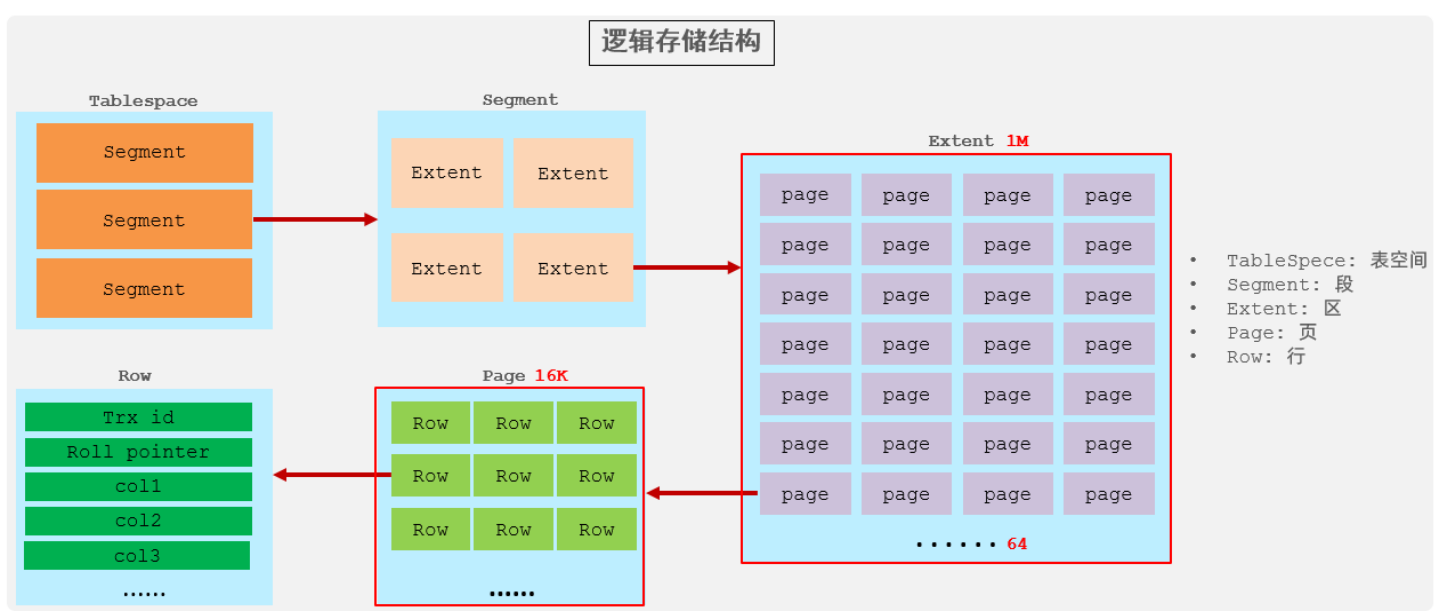 逻辑存储结构
Tablespace
Segment
Segment
Segment
Segment
Extent Extent
Extent Extent
Extent 1M
page page page page
page page page page
page page page page
page page page page
page page page page
page page page page
page page page page
······ 64
• TableSpece: 表空间
• Segment: 段
• Extent: 区
• Page: 页
• Row: 行
Page 16K
Row Row Row
Row Row Row
Row Row Row
······
Row
Trx id
Roll pointer
col1
col2
col3
······